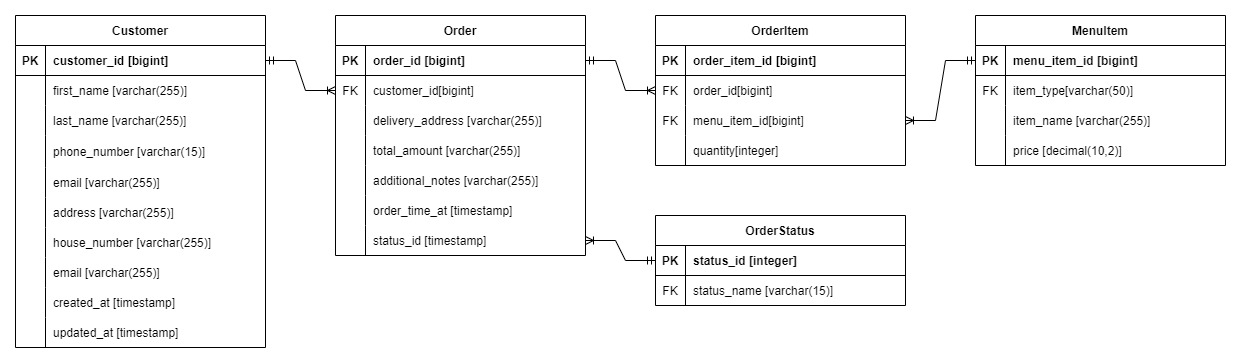 Customer
PK customer_id [bigint]
first_name [varchar(255)]
last_name [varchar(255)]
phone_number [varchar(15)]
email [varchar(255)]
address [varchar(255)]
house_number [varchar(255)]
email [varchar(255)]
created_at [timestamp]
updated_at [timestamp]
Order
PK order_id [bigint]
FK customer_id[bigint]
delivery_address [varchar(255)]
total_amount [varchar(255)]
additional_notes [varchar(255)]
order_time_at [timestamp]
status_id [timestamp]
OrderItem
PK order_item_id [bigint]
FK order_id[bigint]
FK menu_item_id[bigint]
quantity[integer]
MenuItem
PK menu_item_id [bigint]
FK item_type[varchar(50)]
item_name [varchar(255)]
price [decimal(10,2)]
OrderStatus
PK status_id [integer]
FK status_name [varchar(15)]